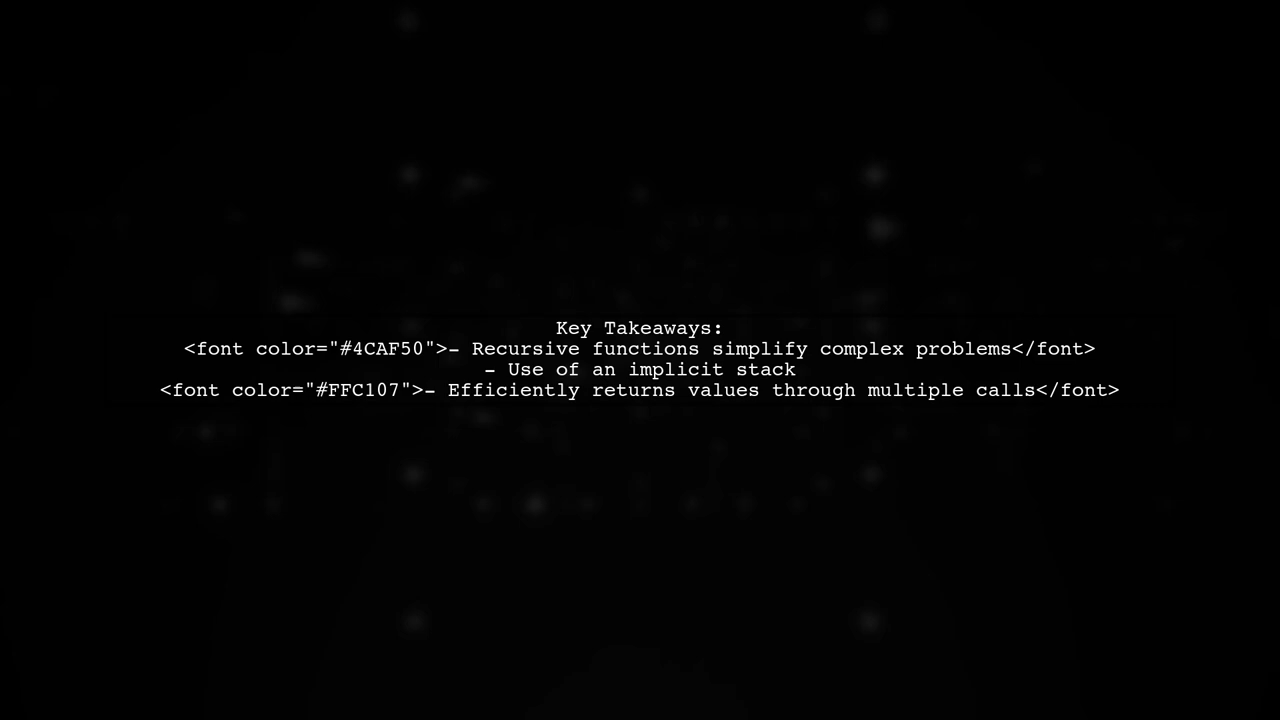 Key Takeaways:
<font color="#4CAF50">- Recursive functions simplify complex problems</font>
- Use of an implicit stack
<font color="#FFC107">- Efficiently returns values through multiple calls</font>